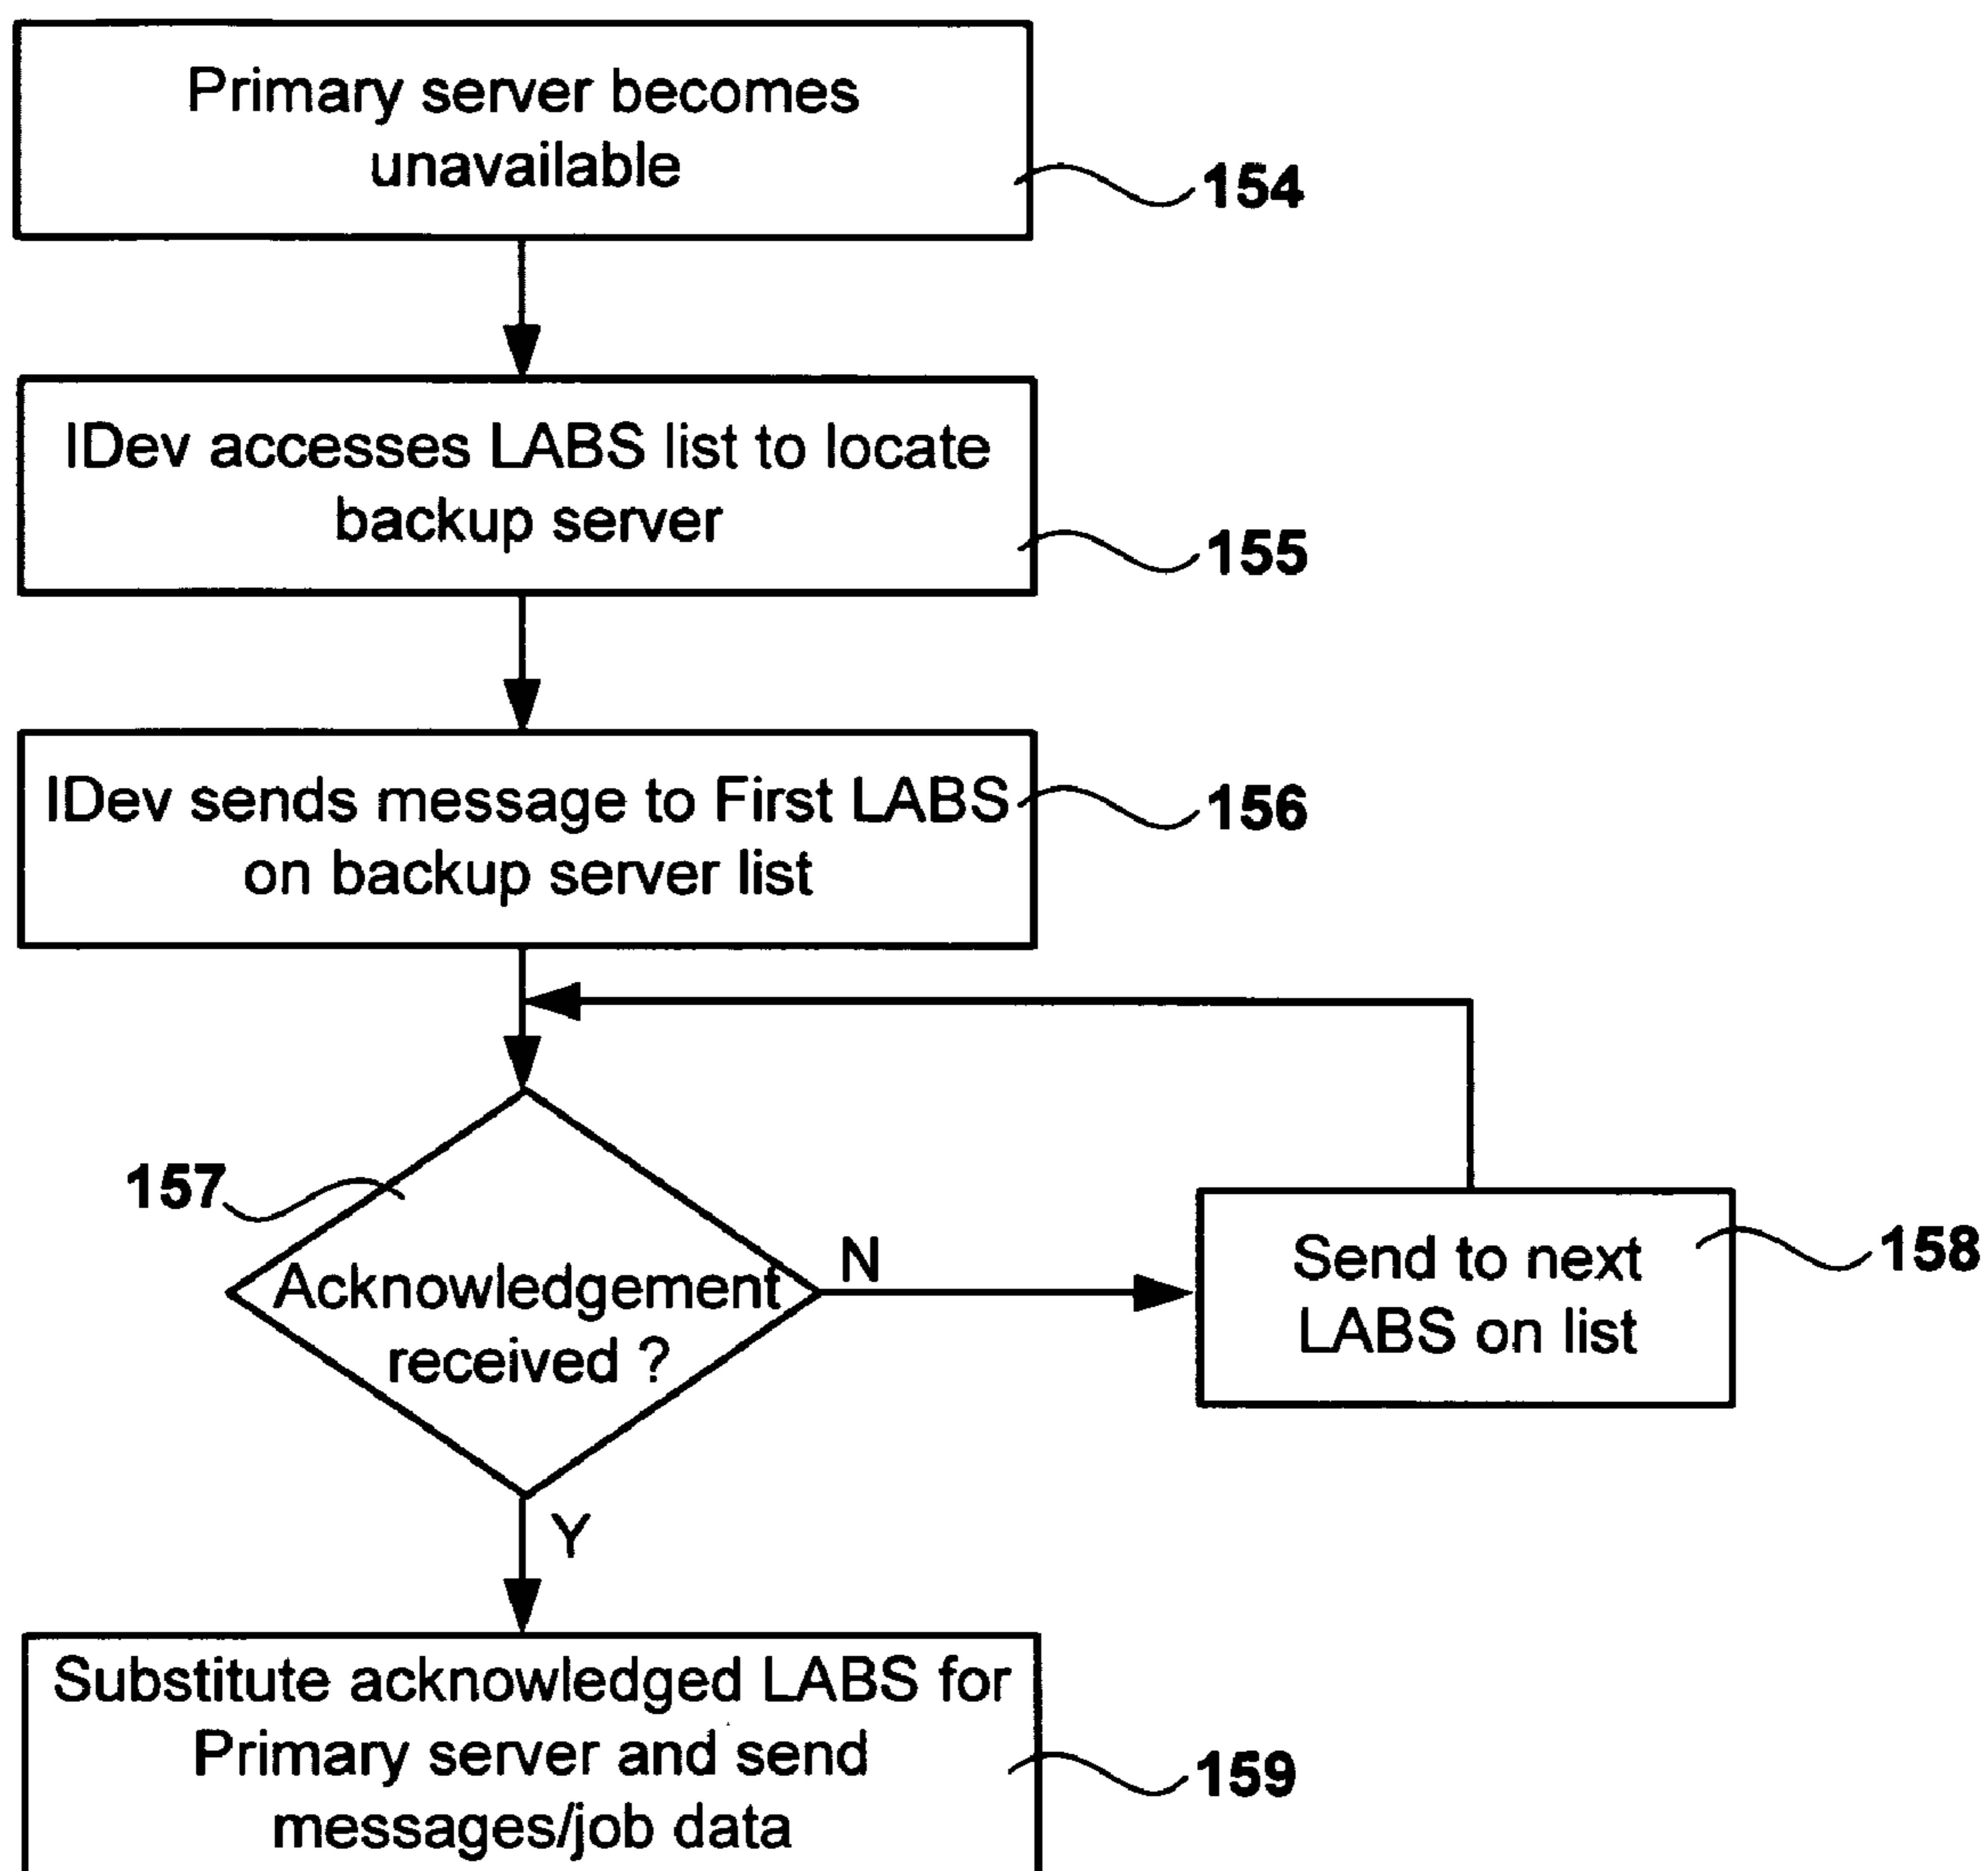 Primary server becomes
unavailable
154
IDev accesses LABS list to locate
backup server
155
IDev sends message to First LABS
on backup server list
156
157
Acknowledgement
received ?
N
Send to next
LABS on list
158
Y
Substitute acknowledged LABS for
Primary server and send
messages/job data
159